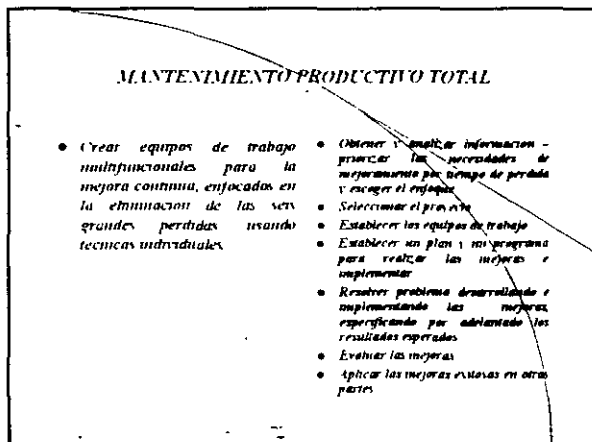 MANTENIMIENTO PRODUCTIVO TOTAL
● Crear equipos de trabajo
multifuncionales para la
mejora continua, enfocados en
la eliminación de las seis
grandes perdidas usando
tecnicas individuales
● Obtener y analizar información –
priorizar las necesidades de
mejoramiento por tiempo de perdida
y escoger el enfoque
● Seleccionar el proyecto
● Establecer los equipos de trabajo
● Establecer un plan y un programa
para realizar las mejoras e
implementar
● Resolver problema desarrollando e
implementando las mejoras,
especificando por adelantado los
resultados esperados
● Evaluar las mejoras
● Aplicar las mejoras exitosas en otras
partes